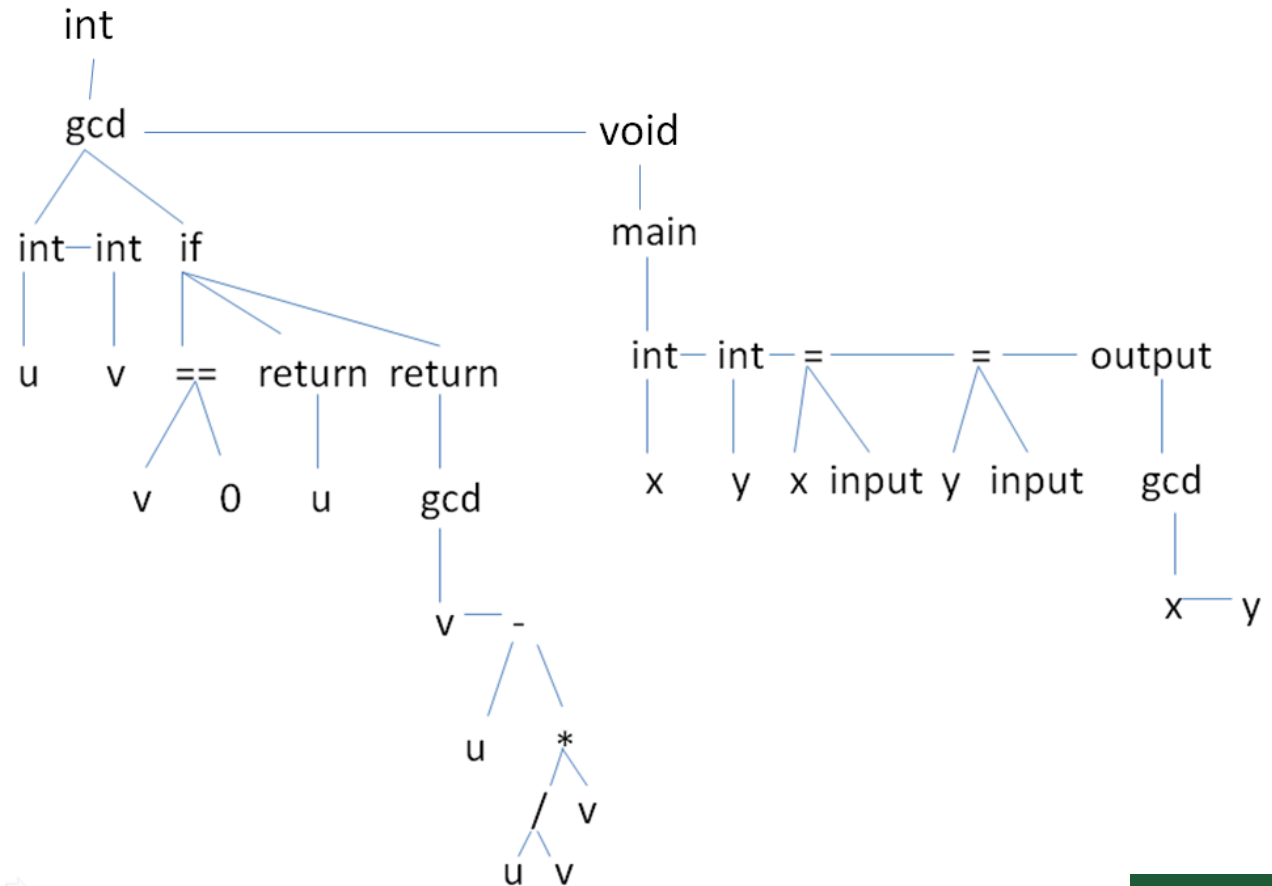 int
gcd void
int int if main
int int = = output
u v == return return
x y x input y input gcd
v 0 u gcd
x y
v -
u *
/ v
u v